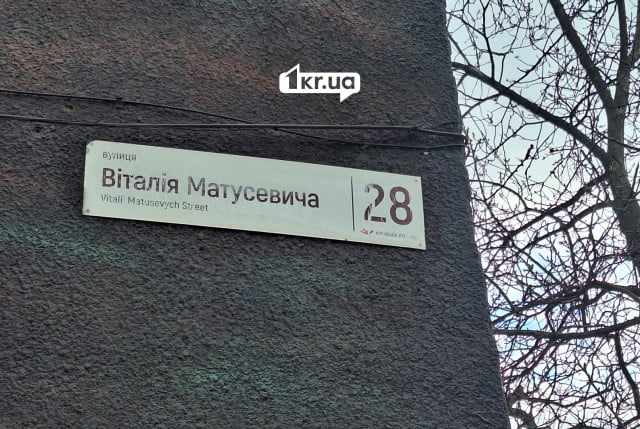 1kr.ua
вулиця
Віталія Матусевича
Vitalii Matusevych Street
28